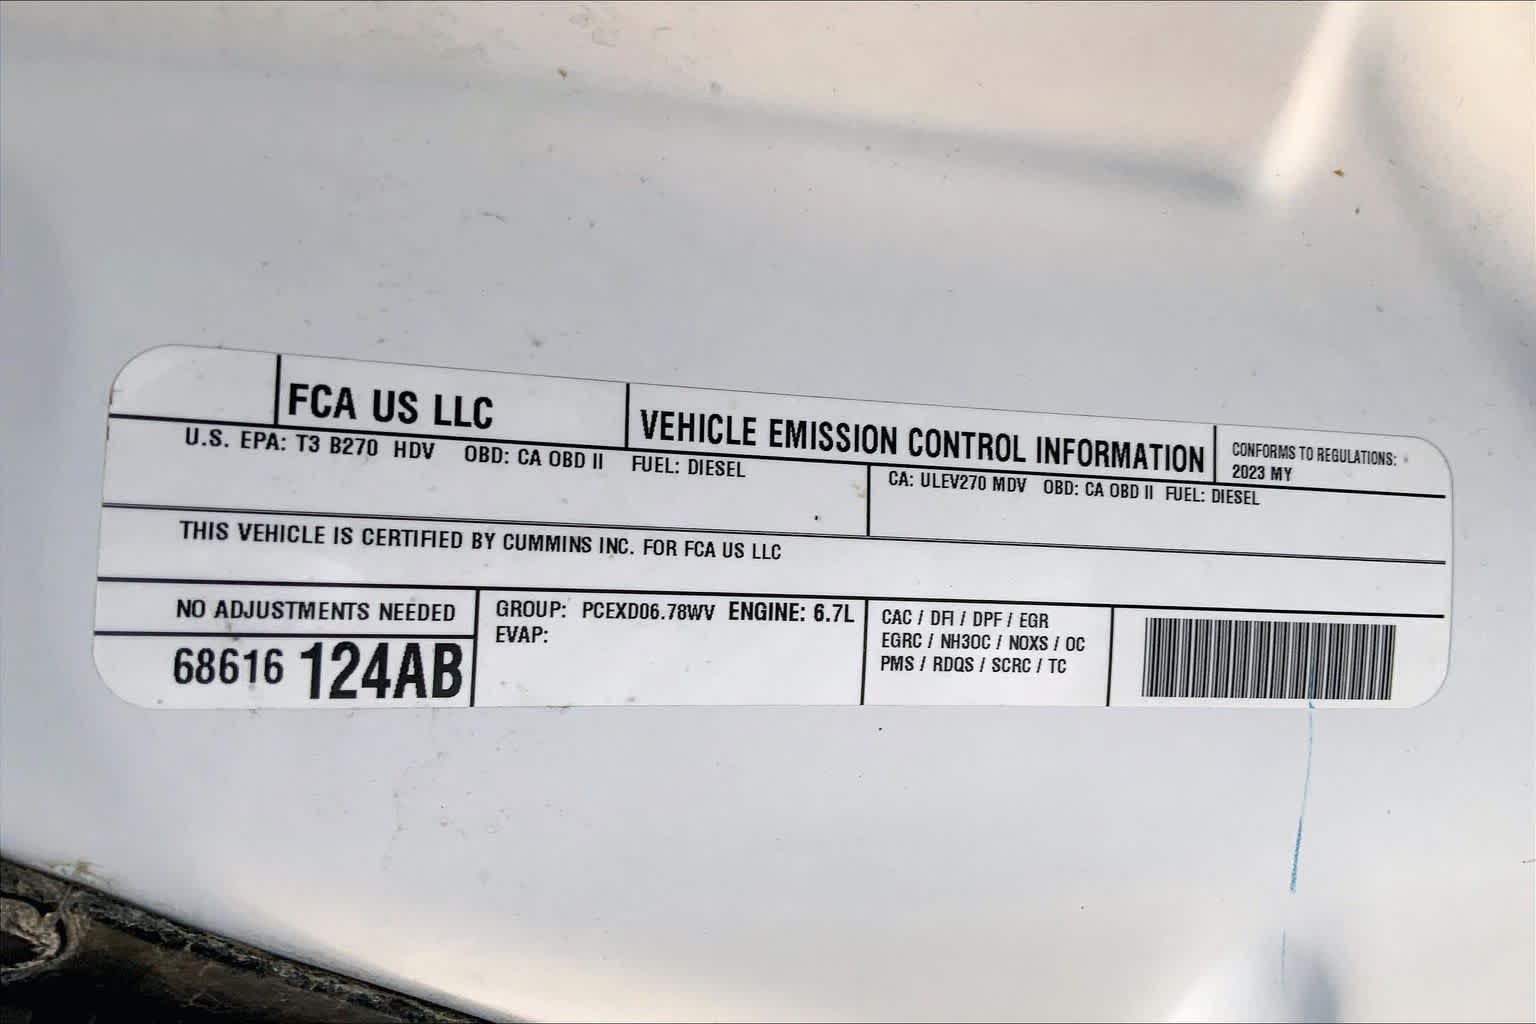 FCA US LLC
VEHICLE EMISSION CONTROL INFORMATION
CONFORMS TO REGULATIONS:
2023 MY
U.S. EPA: T3 B270 HDV OBD: CA OBD II FUEL: DIESEL
CA: ULEV270 MDV OBD: CA OBD II FUEL: DIESEL
THIS VEHICLE IS CERTIFIED BY CUMMINS INC. FOR FCA US LLC
NO ADJUSTMENTS NEEDED
68616 124AB
GROUP: PCEXD06.78WV ENGINE: 6.7L
EVAP:
CAC / DFI / DPF / EGR
EGRC / NH3OC / NOXS / OC
PMS / RDQS / SCRC / TC